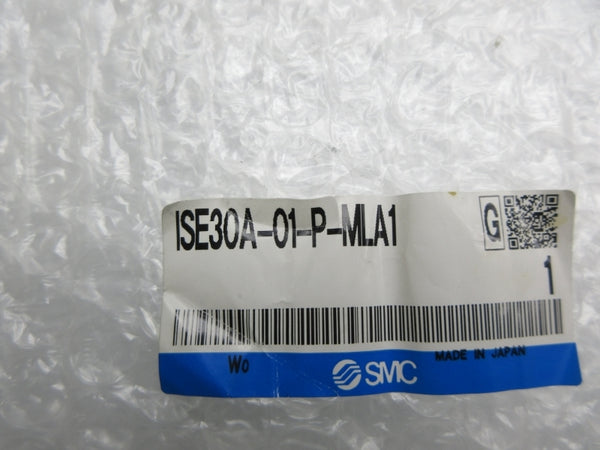 ISE30A-01-P-MLA1
G
1
Wo
SMC
MADE IN JAPAN